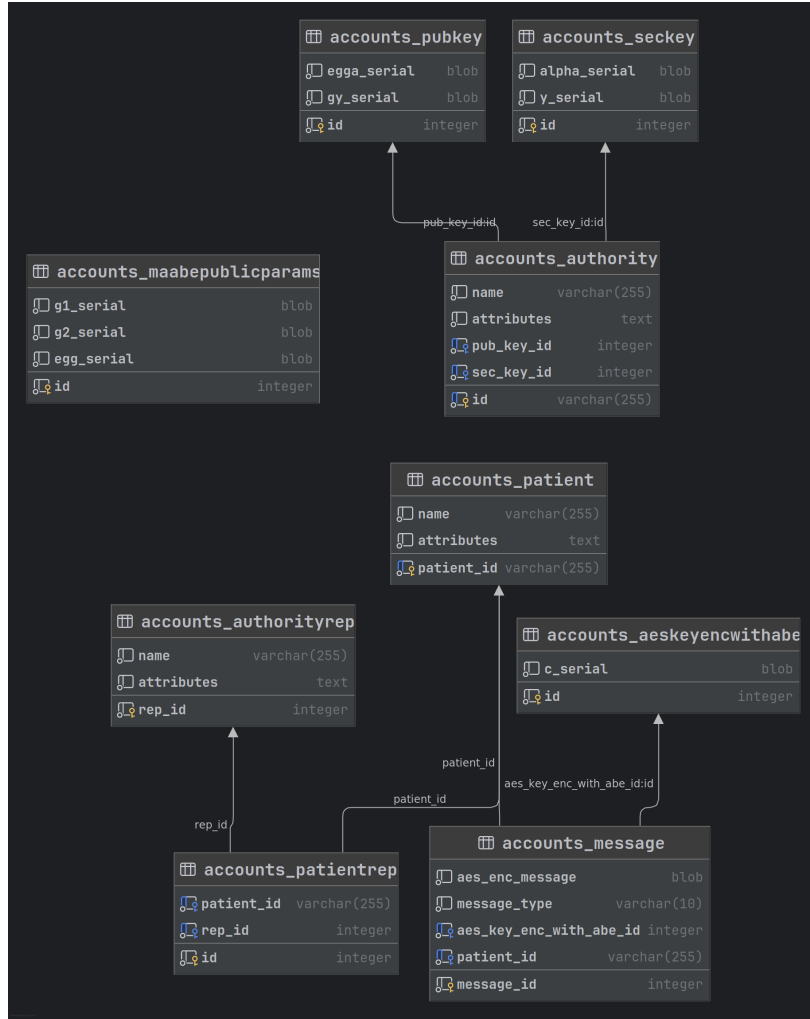 accounts_pubkey
egga_serial blob
gy_serial blob
id integer
accounts_seckey
alpha_serial blob
y_serial blob
id integer
pub_key_id:id
sec_key_id:id
accounts_maabepublicparams
g1_serial blob
g2_serial blob
egg_serial blob
id integer
accounts_authority
name varchar(255)
attributes text
pub_key_id integer
sec_key_id integer
id varchar(255)
accounts_patient
name varchar(255)
attributes text
patient_id varchar(255)
accounts_authorityrep
name varchar(255)
attributes text
rep_id integer
accounts_aeskeyencwithabe
c_serial blob
id integer
patient_id
aes_key_enc_with_abe_id:id
patient_id
rep_id
accounts_patientrep
patient_id varchar(255)
rep_id integer
id integer
accounts_message
aes_enc_message blob
message_type varchar(10)
aes_key_enc_with_abe_id integer
patient_id varchar(255)
message_id integer